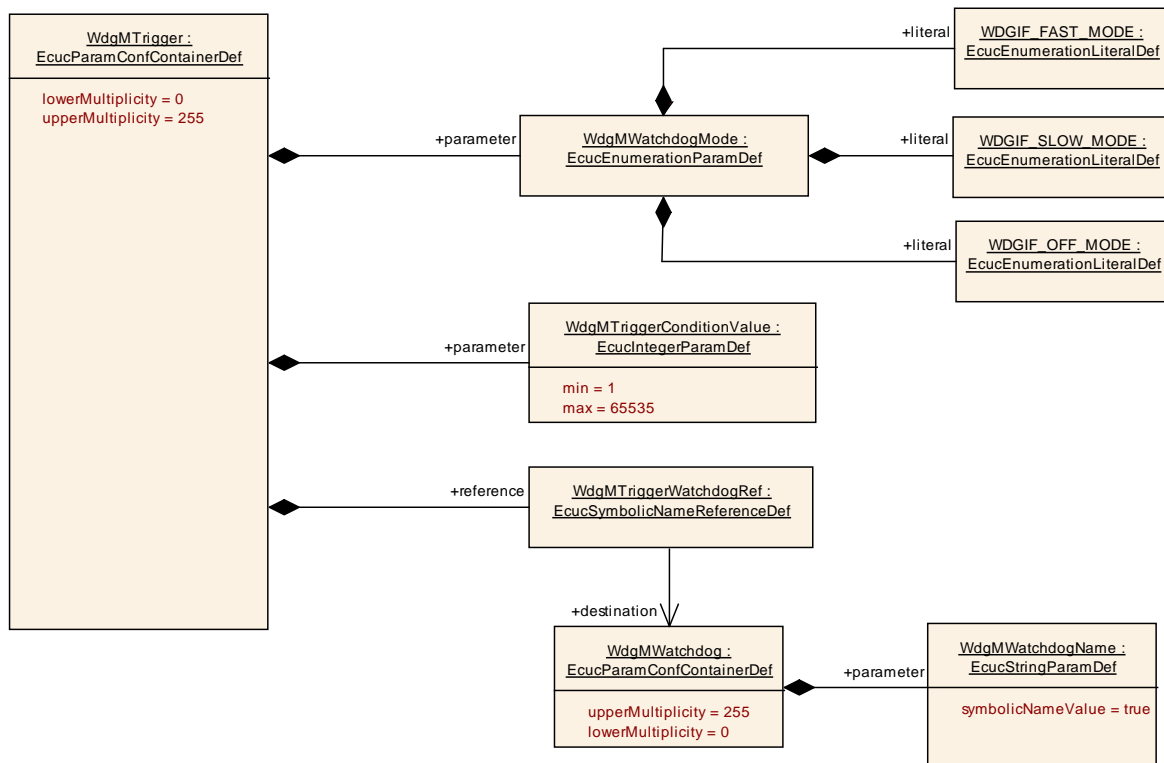 WdgMTrigger :
EcucParamConfContainerDef
lowerMultiplicity = 0
upperMultiplicity = 255
+parameter
WdgMWatchdogMode :
EcucEnumerationParamDef
+literal
WDGIF_FAST_MODE :
EcucEnumerationLiteralDef
+literal
WDGIF_SLOW_MODE :
EcucEnumerationLiteralDef
+literal
WDGIF_OFF_MODE :
EcucEnumerationLiteralDef
+parameter
WdgMTriggerConditionValue :
EcucIntegerParamDef
min = 1
max = 65535
+reference
WdgMTriggerWatchdogRef :
EcucSymbolicNameReferenceDef
+destination
WdgMWatchdog :
EcucParamConfContainerDef
upperMultiplicity = 255
lowerMultiplicity = 0
+parameter
WdgMWatchdogName :
EcucStringParamDef
symbolicNameValue = true